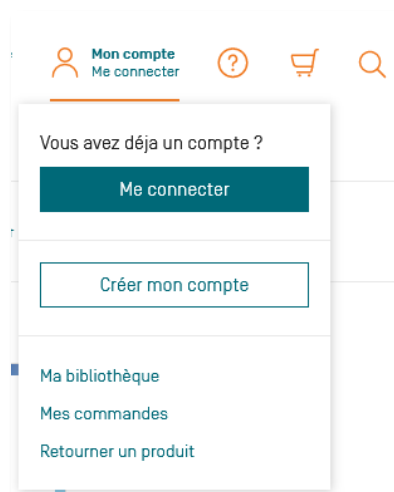 Mon compte
Me connecter
?
Vous avez déja un compte ?
Me connecter
Créer mon compte
Ma bibliothèque
Mes commandes
Retourner un produit